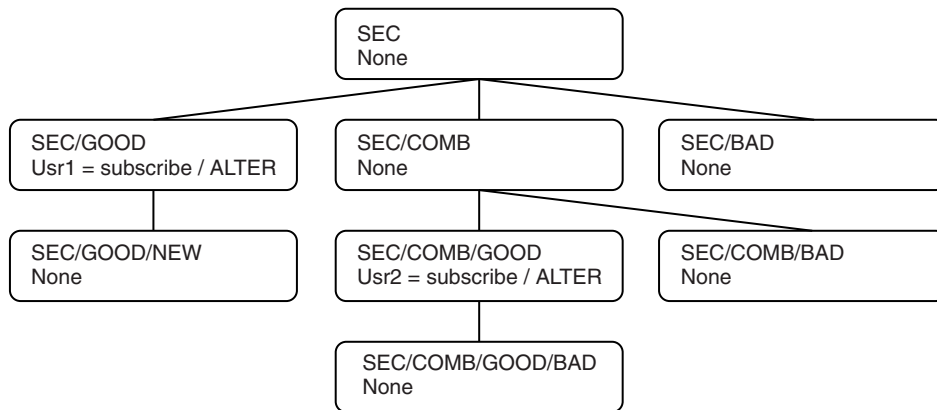 SEC
None
SEC/GOOD
Usr1 = subscribe / ALTER
SEC/COMB
None
SEC/BAD
None
SEC/GOOD/NEW
None
SEC/COMB/GOOD
Usr2 = subscribe / ALTER
SEC/COMB/BAD
None
SEC/COMB/GOOD/BAD
None